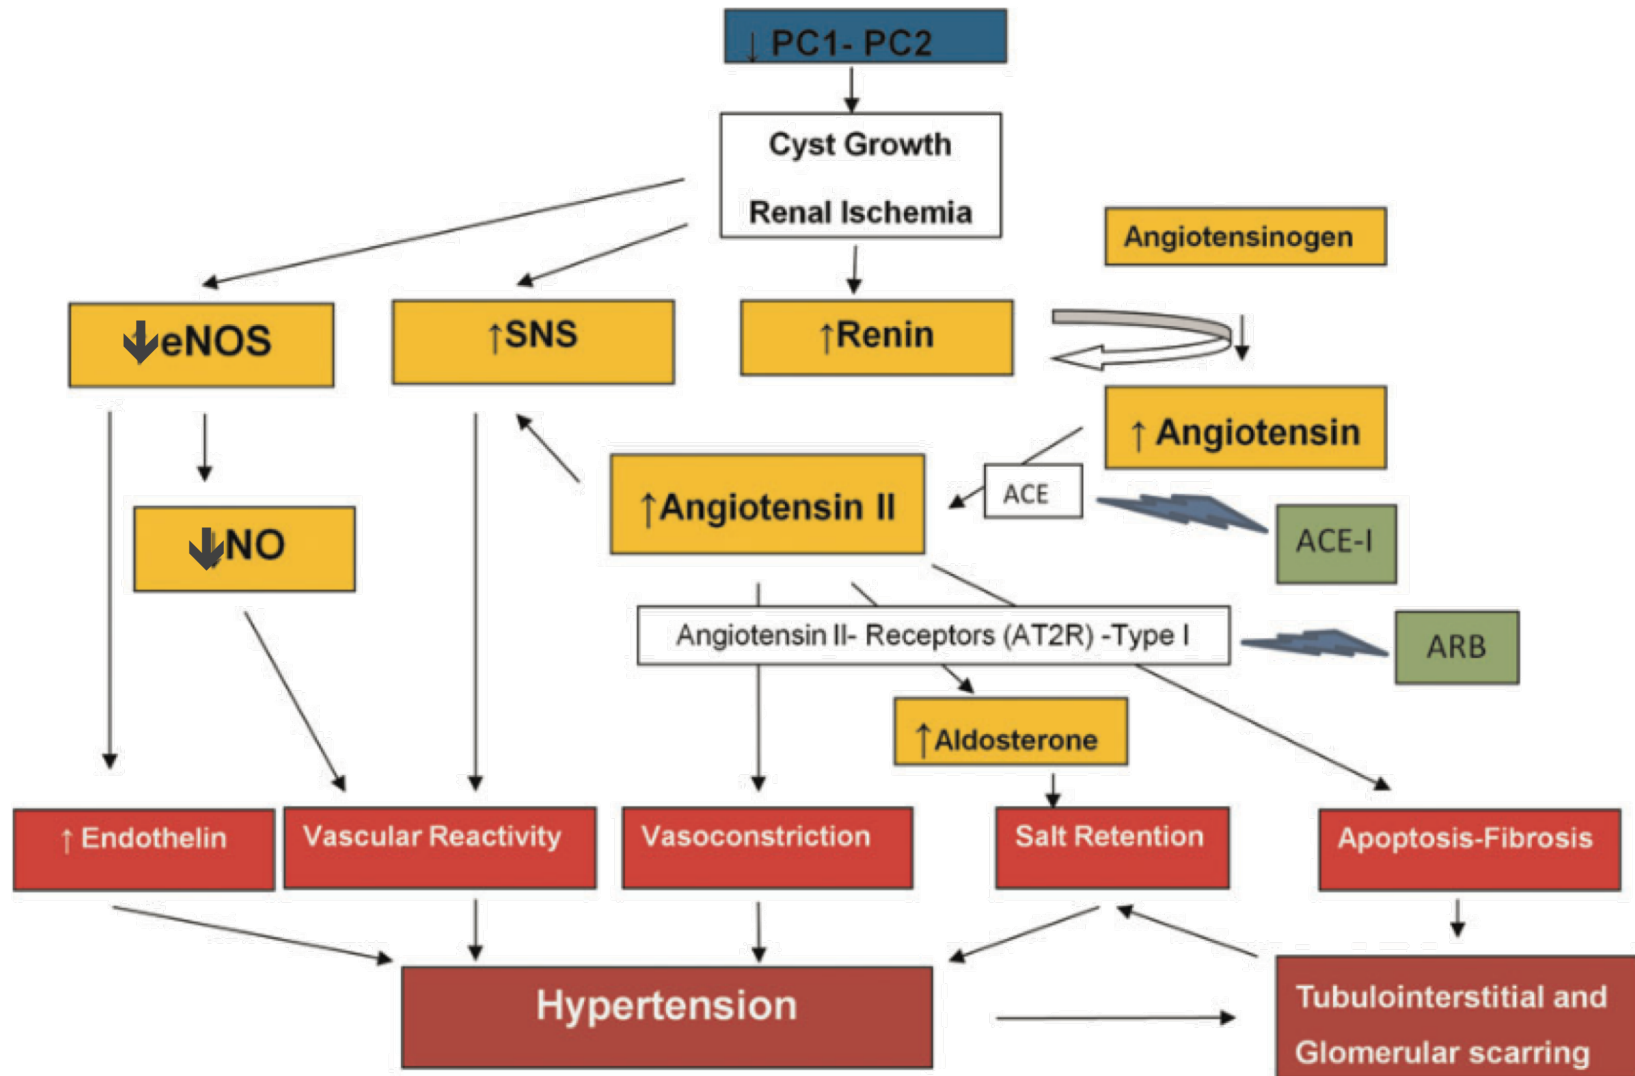 ↓ PC1- PC2
Cyst Growth
Renal Ischemia
Angiotensinogen
↓eNOS
↑SNS
↑Renin
↑ Angiotensin
ACE
↑Angiotensin II
ACE-I
↓NO
Angiotensin II- Receptors (AT2R) -Type I
ARB
↑Aldosterone
↑ Endothelin
Vascular Reactivity
Vasoconstriction
Salt Retention
Apoptosis-Fibrosis
Hypertension
Tubulointerstitial and
Glomerular scarring